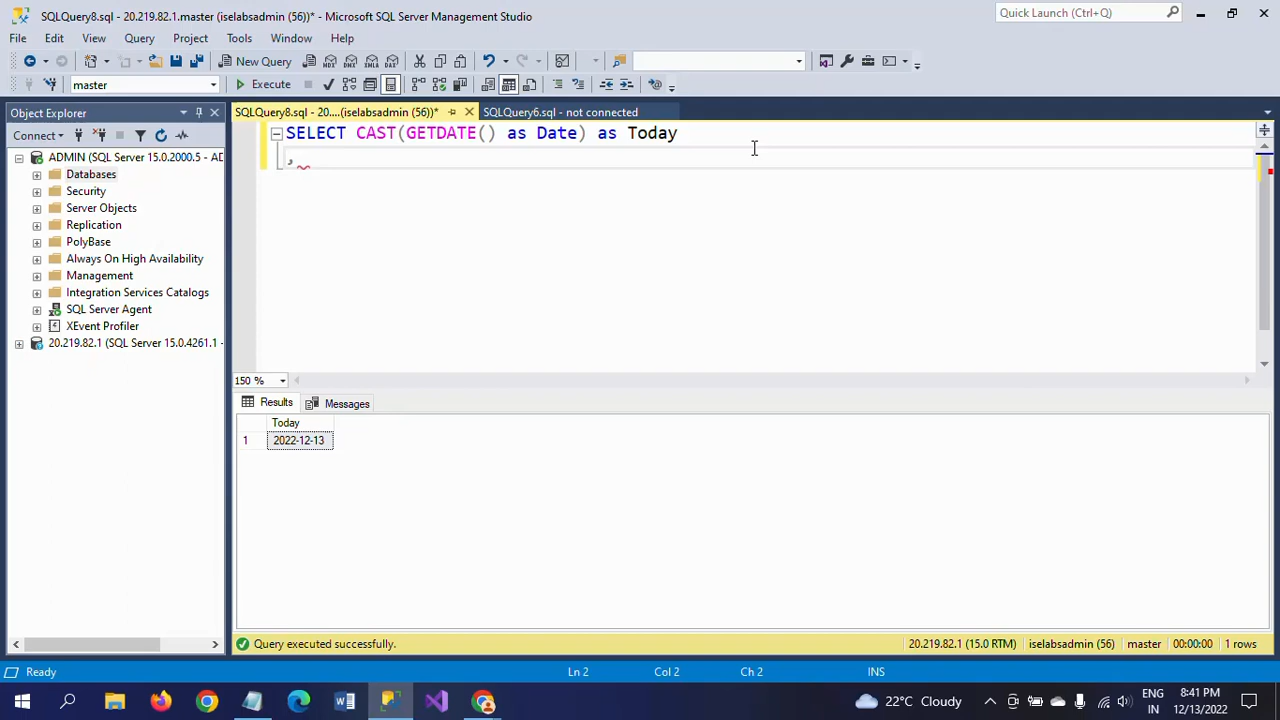 SQLQuery8.sql - 20.219.82.1.master (iselabsadmin (56))* - Microsoft SQL Server Management Studio
Quick Launch (Ctrl+Q)
File Edit View Query Project Tools Window Help
New Query
master
Execute
Object Explorer
SQLQuery8.sql - 20....(iselabsadmin (56))*
SQLQuery6.sql - not connected
Connect
ADMIN (SQL Server 15.0.2000.5 - AD
Databases
Security
Server Objects
Replication
PolyBase
Always On High Availability
Management
Integration Services Catalogs
SQL Server Agent
XEvent Profiler
20.219.82.1 (SQL Server 15.0.4261.1 -
SELECT CAST(GETDATE() as Date) as Today
,
150 %
Results
Messages
Today
1 2022-12-13
Query executed successfully.
20.219.82.1 (15.0 RTM) iselabsadmin (56) master 00:00:00 1 rows
Ready
Ln 2 Col 2 Ch 2 INS
22°C Cloudy
ENG
IN
8:41 PM
12/13/2022